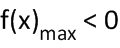 f(x)max < 0